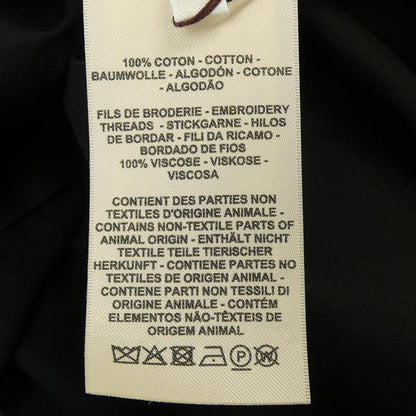 100% COTON - COTTON -
BAUMWOLLE - ALGODÓN - COTONE
- ALGODÃO
FILS DE BRODERIE - EMBROIDERY
THREADS - STICKGARNE - HILOS
DE BORDAR - FILI DA RICAMO -
BORDADO DE FIOS
100% VISCOSE - VISKOSE -
VISCOSA
CONTIENT DES PARTIES NON
TEXTILES D'ORIGINE ANIMALE -
CONTAINS NON-TEXTILE PARTS OF
ANIMAL ORIGIN - ENTHÄLT NICHT
TEXTILE TEILE TIERISCHER
HERKUNFT - CONTIENE PARTES NO
TEXTILES DE ORIGEN ANIMAL -
CONTIENE PARTI NON TESSILI DI
ORIGINE ANIMALE - CONTÉM
ELEMENTOS NÃO-TÊXTEIS DE
ORIGEM ANIMAL
P W